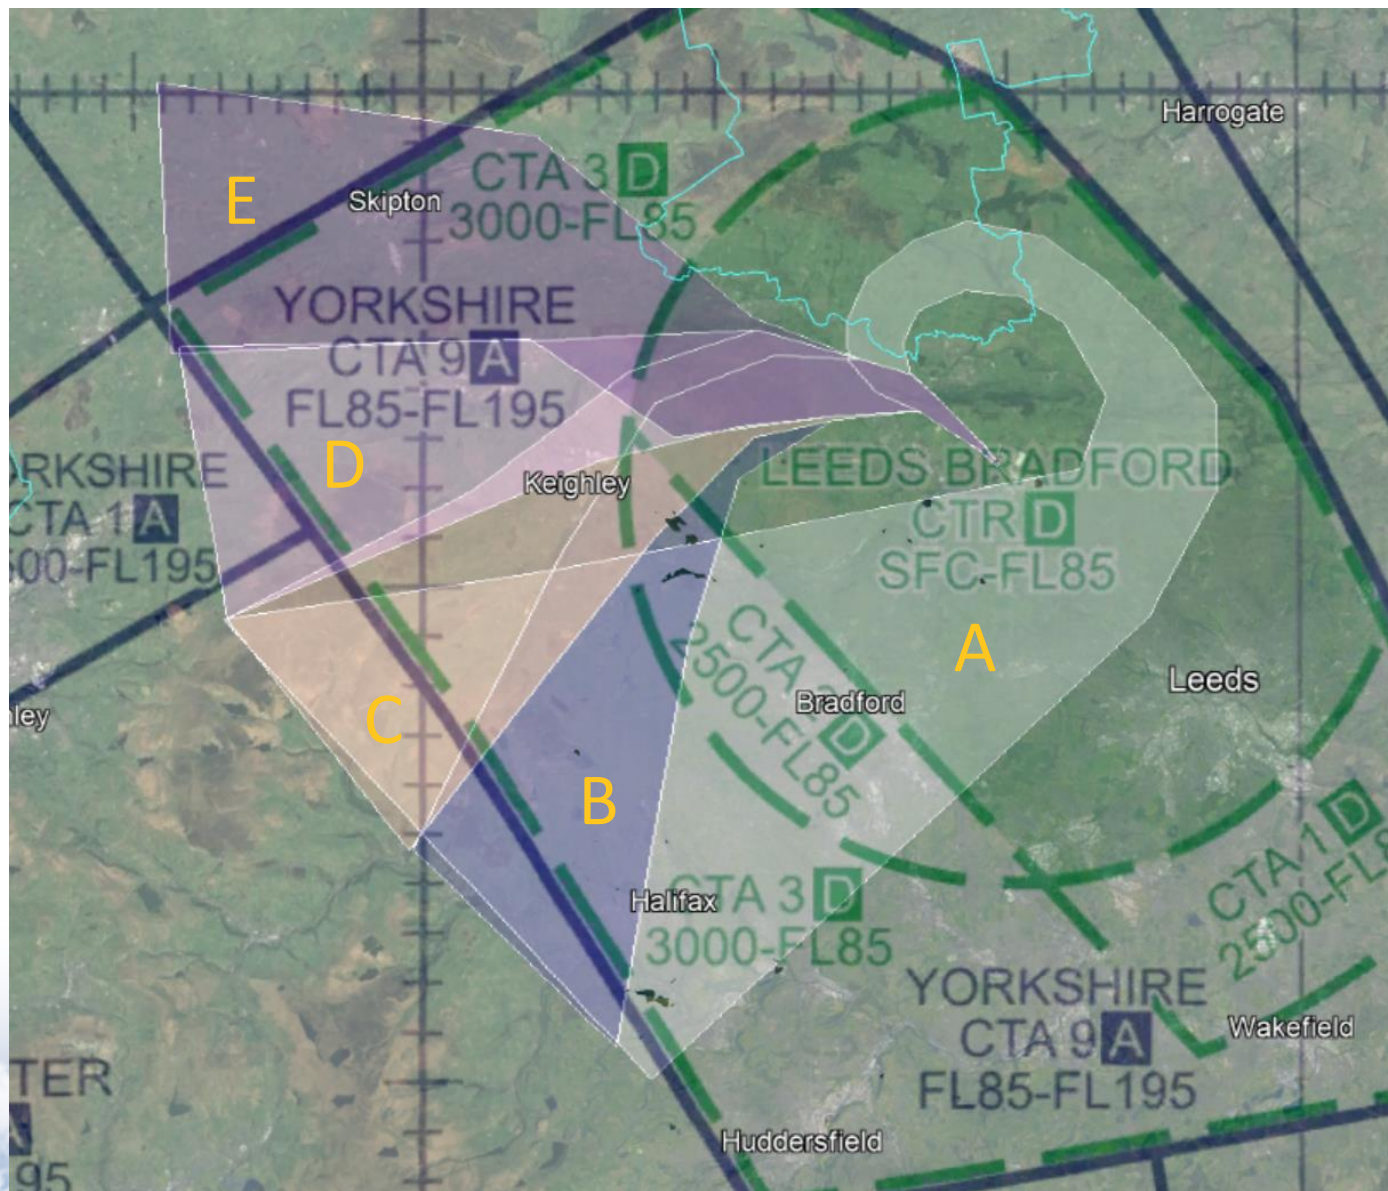 Harrogate
CTA 3 D
3000-FL85
E
Skipton
YORKSHIRE
CTA 9 A
FL85-FL195
D
RKSHIRE
CTA 1 A
00-FL195
Keighley
LEEDS BRADFORD
CTR D
SFC-FL85
A
CTA 2 D
2500-FL85
Bradford
Leeds
ley
C
B
Halifax
CTA 3 D
3000-FL85
CTA 1 D
2500-FL8
YORKSHIRE
CTA 9 A
FL85-FL195
Wakefield
TER
95
Huddersfield